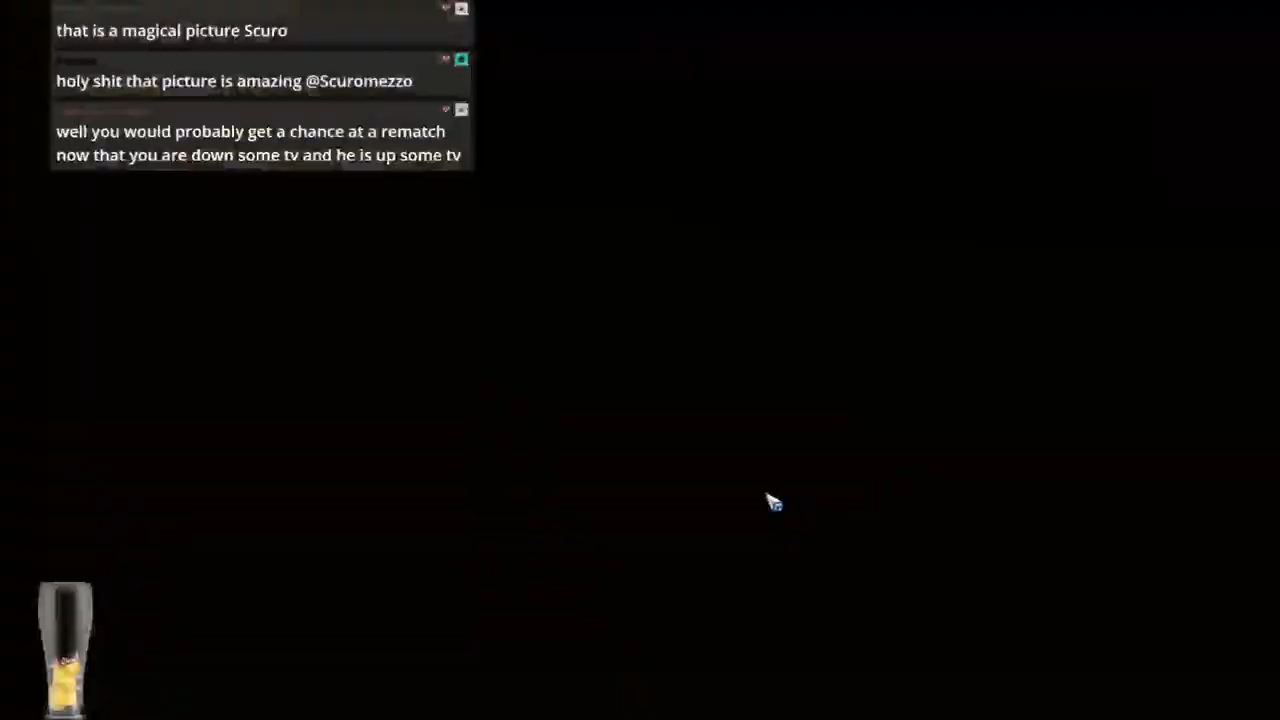 that is a magical picture Scuro
holy shit that picture is amazing @Scuromezzo
well you would probably get a chance at a rematch
now that you are down some tv and he is up some tv